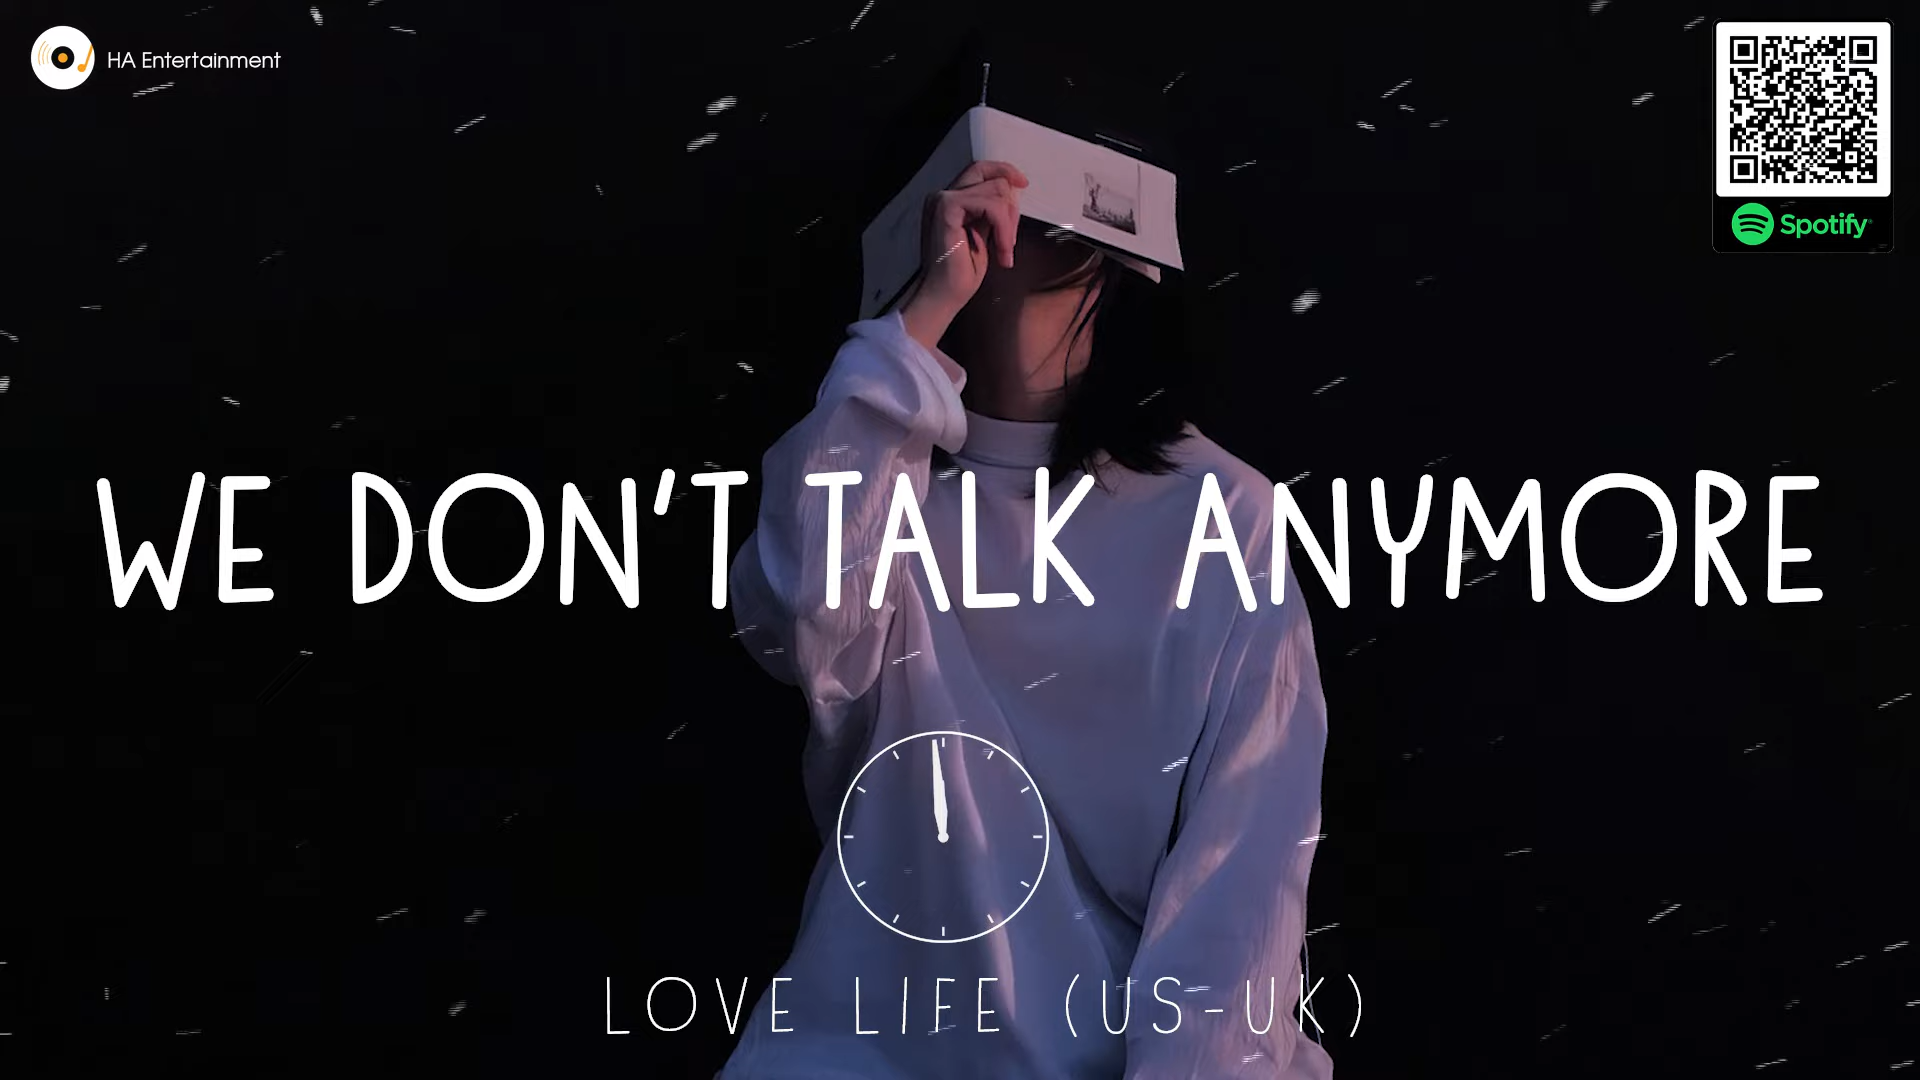 HA Entertainment
Spotify
WE DON'T TALK ANYMORE
LOVE LIFE (US-UK)